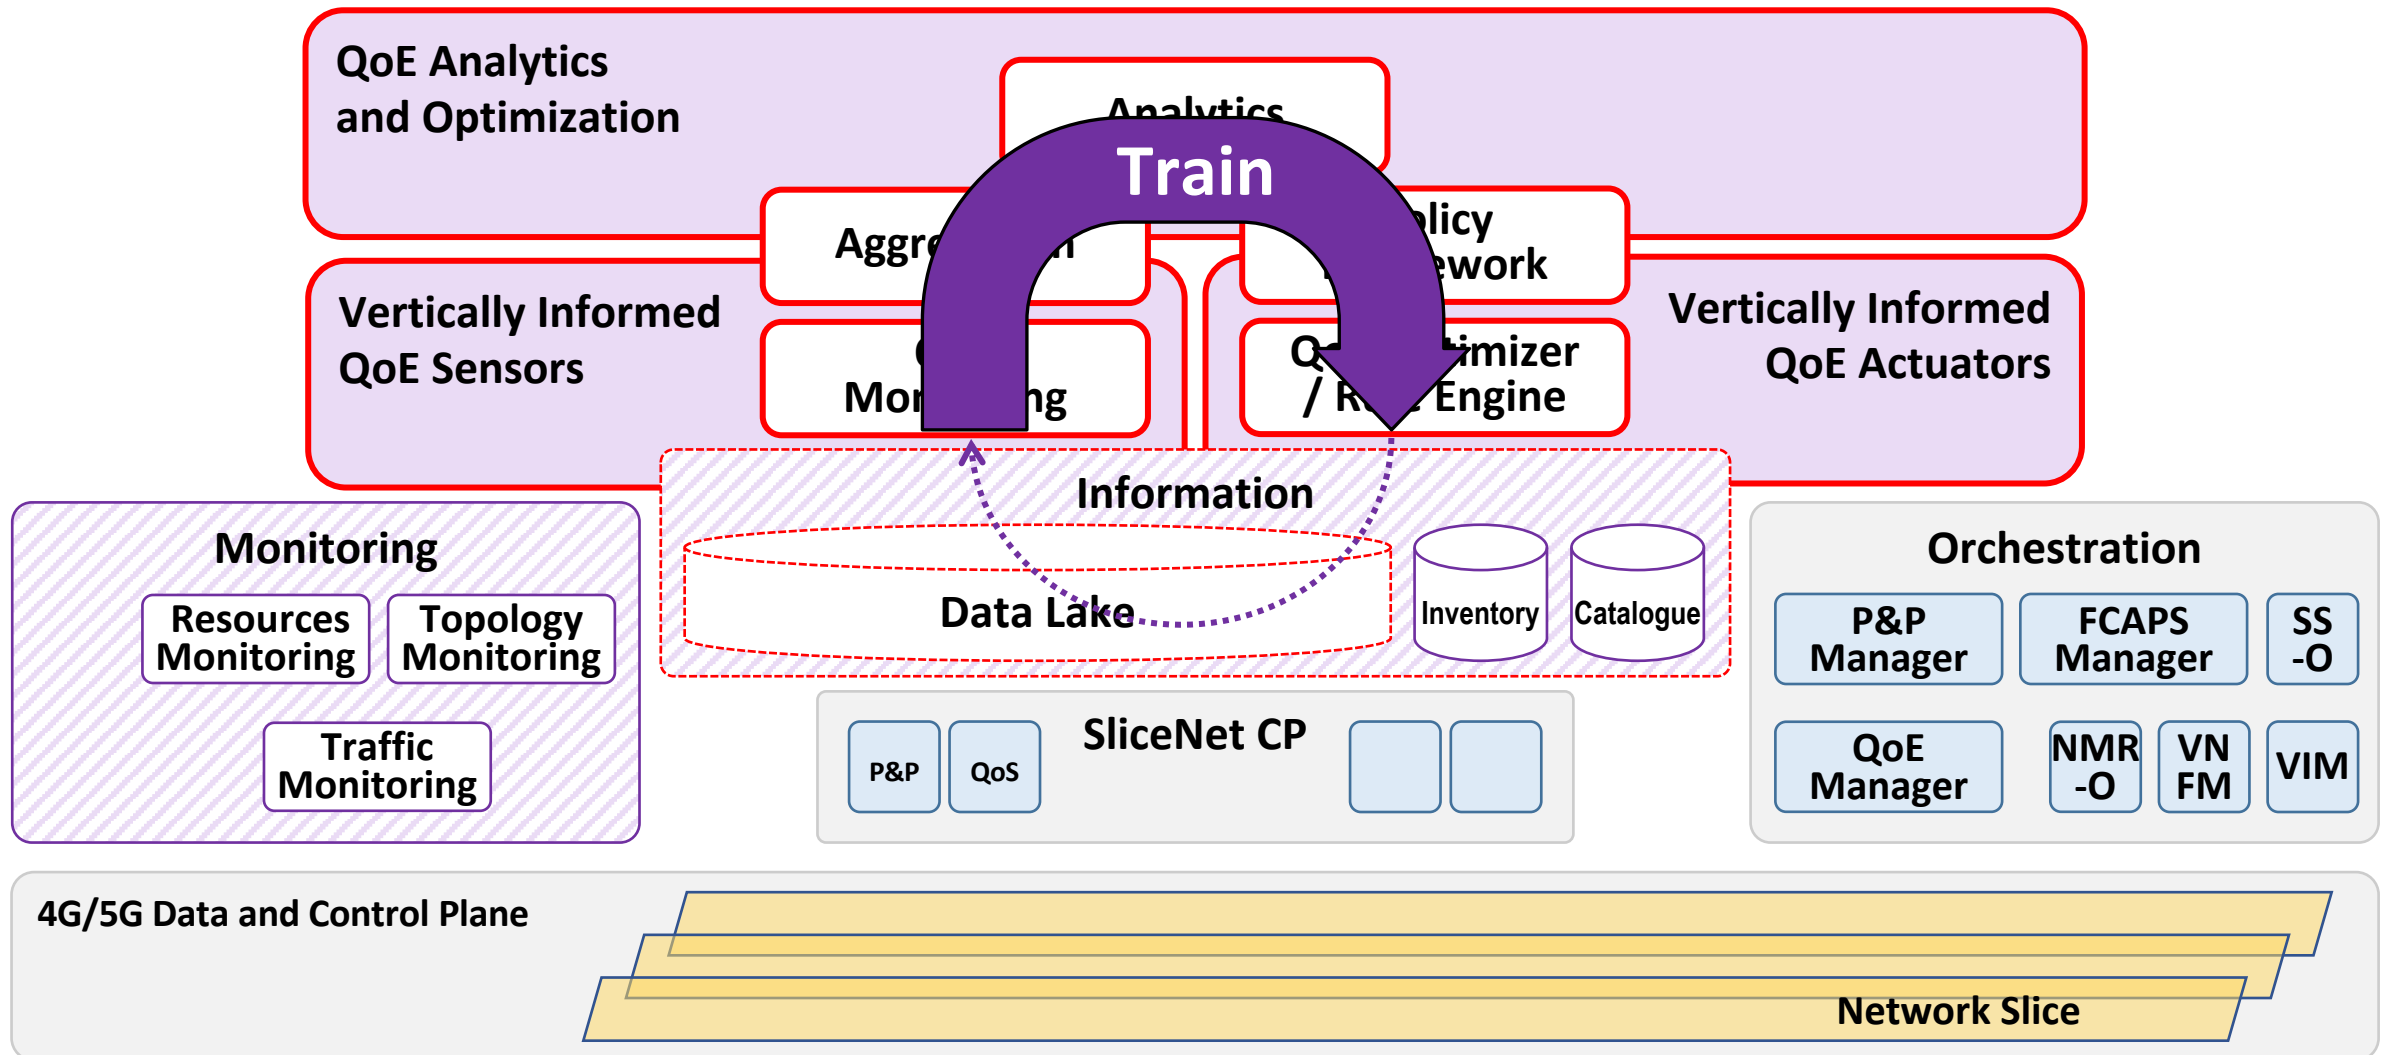 QoE Analytics
and Optimization
Analytics
Train
Vertically Informed
QoE Sensors
Vertically Informed
QoE Actuators
/
Engine
Information
Data Lake
Inventory
Catalogue
Monitoring
Resources
Monitoring
Topology
Monitoring
Traffic
Monitoring
SliceNet CP
P&P
QoS
Orchestration
P&P
Manager
FCAPS
Manager
SS
-O
QoE
Manager
NMR
-O
VN
FM
VIM
4G/5G Data and Control Plane
Network Slice